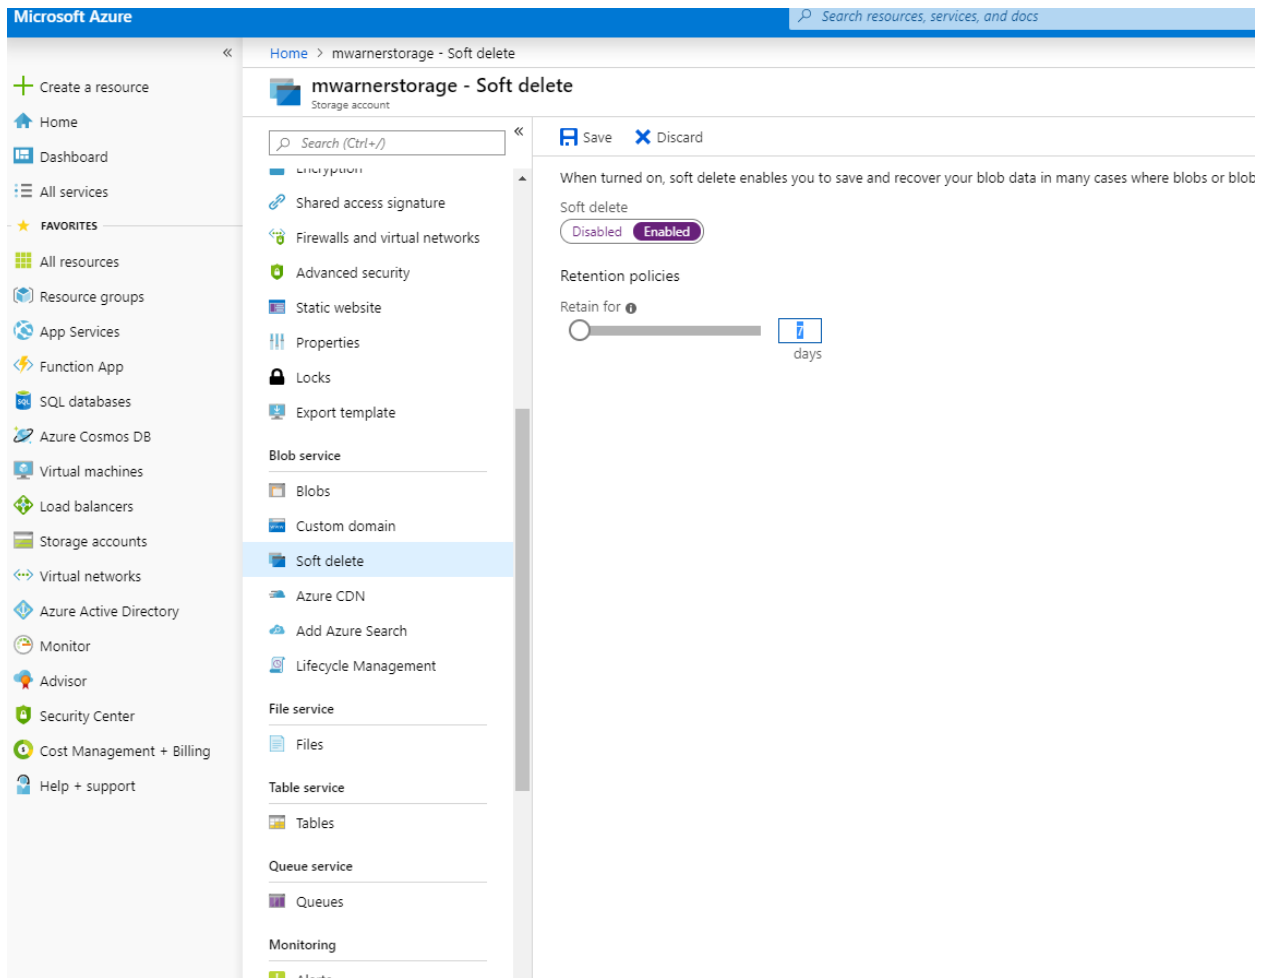 Microsoft Azure
Search resources, services, and docs
Create a resource
Home
Dashboard
All services
FAVORITES
All resources
Resource groups
App Services
Function App
SQL databases
Azure Cosmos DB
Virtual machines
Load balancers
Storage accounts
Virtual networks
Azure Active Directory
Monitor
Advisor
Security Center
Cost Management + Billing
Help + support
Home > mwarnerstorage - Soft delete
mwarnerstorage - Soft delete
Storage account
Search (Ctrl+/)
Encryption
Shared access signature
Firewalls and virtual networks
Advanced security
Static website
Properties
Locks
Export template
Blob service
Blobs
Custom domain
Soft delete
Azure CDN
Add Azure Search
Lifecycle Management
File service
Files
Table service
Tables
Queue service
Queues
Monitoring
Alerts
Save Discard
When turned on, soft delete enables you to save and recover your blob data in many cases where blobs or blob
Soft delete
Disabled Enabled
Retention policies
Retain for
7
days